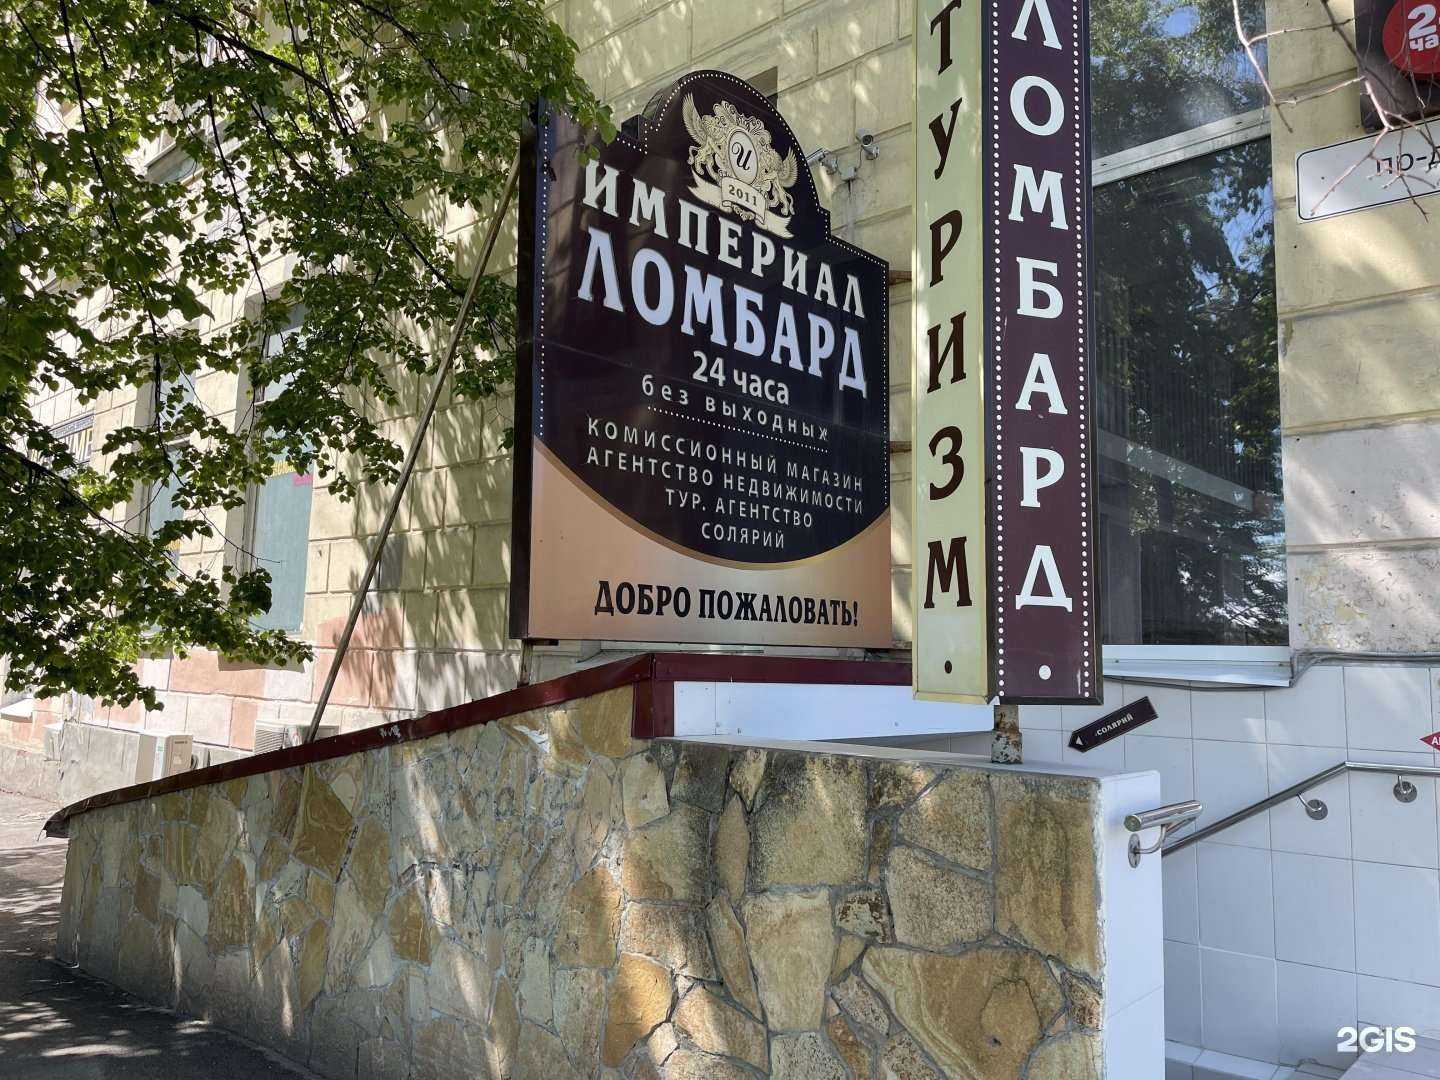 И
2011
ИМПЕРИАЛ
ЛОМБАРД
24 часа
без выходных
КОМИССИОННЫЙ МАГАЗИН
АГЕНТСТВО НЕДВИЖИМОСТИ
ТУР. АГЕНТСТВО
СОЛЯРИЙ
ДОБРО ПОЖАЛОВАТЬ!
ТУРИЗМ
ЛОМБАРД
СОЛЯРИЙ
2GIS